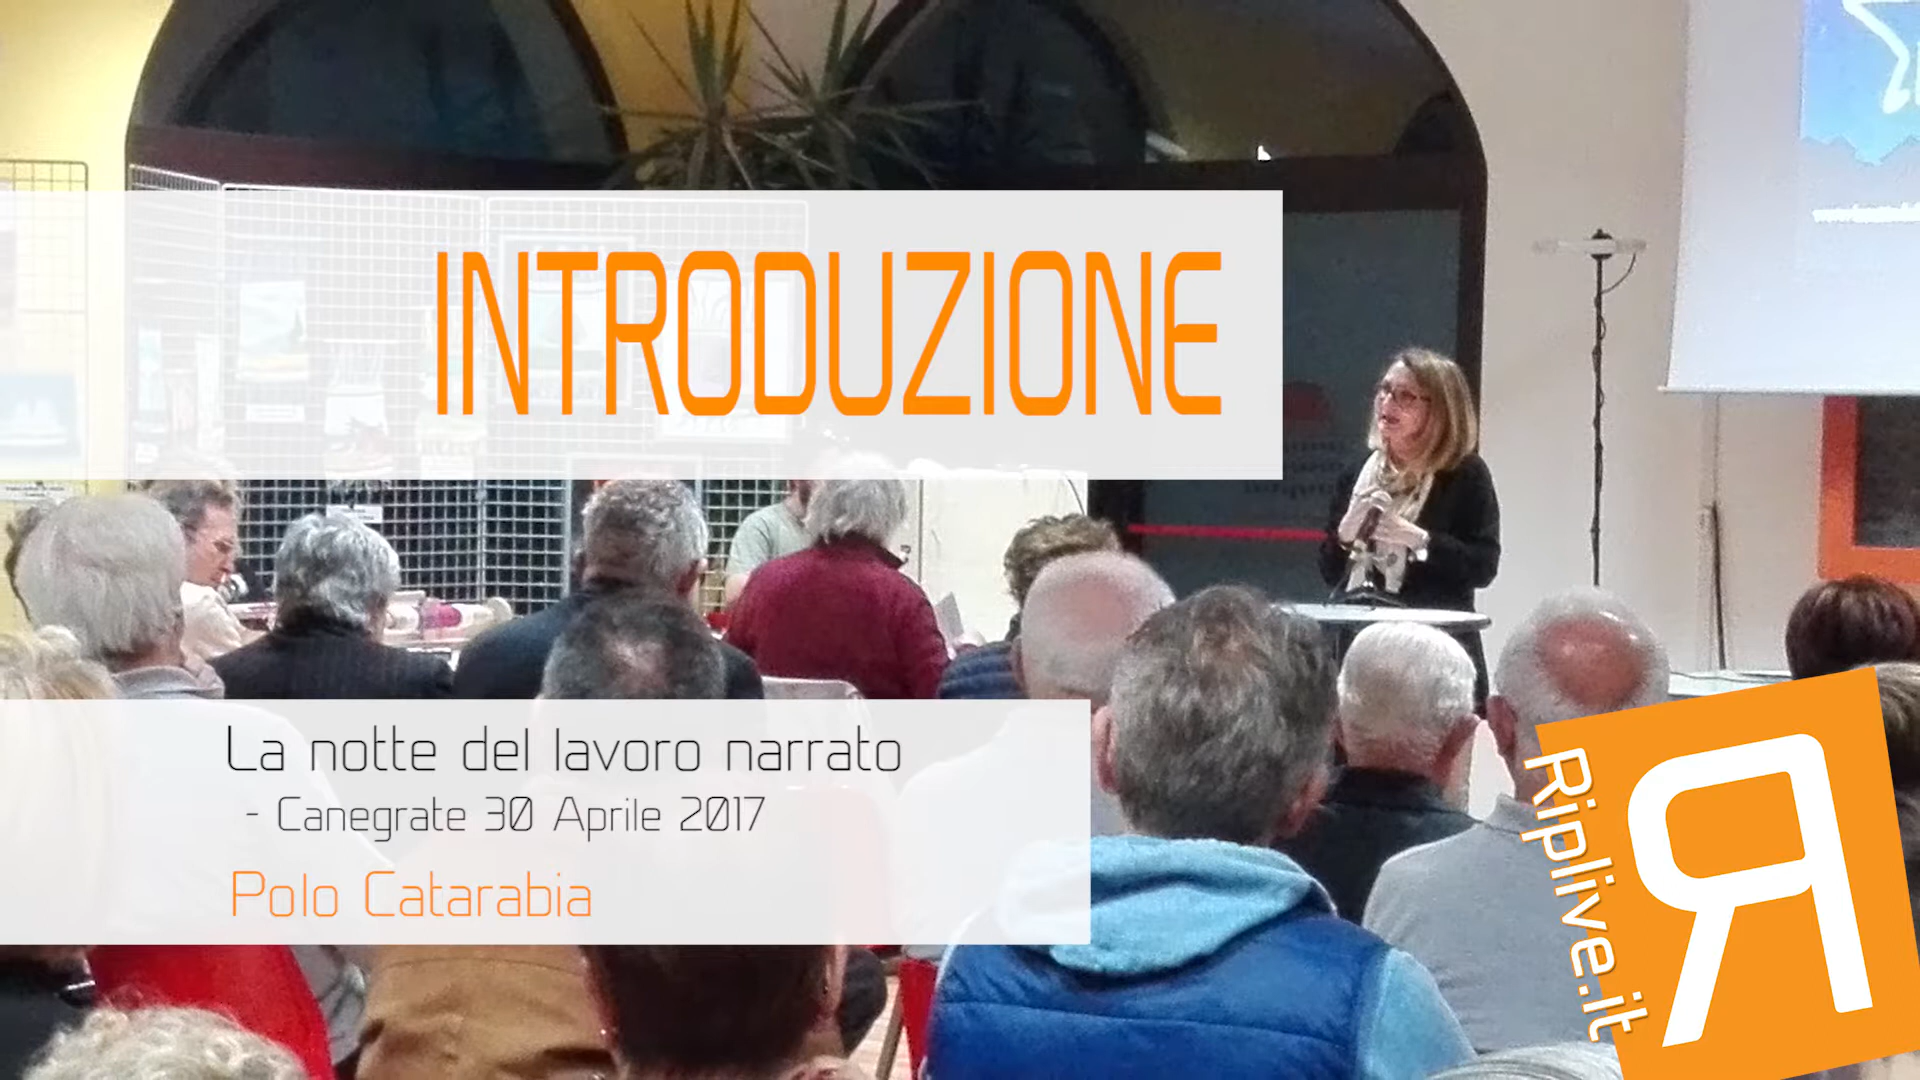 INTRODUZIONE
La notte del lavoro narrato
- Canegrate 30 Aprile 2017
Polo Catarabia
Riplive.it
R